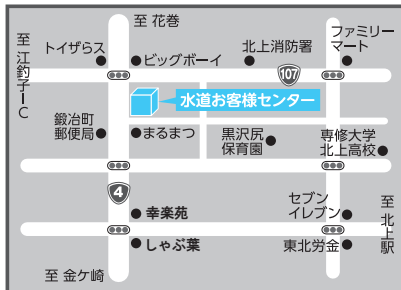 至 花巻
至 江釣子IC
トイザらス
ビッグボーイ
北上消防署
ファミリー
マート
107
水道お客様センター
鍛冶町
郵便局
まるまつ
黒沢尻
保育園
専修大学
北上高校
4
幸楽苑
セブン
イレブン
至 北上駅
しゃぶ葉
東北労金
至 金ケ崎